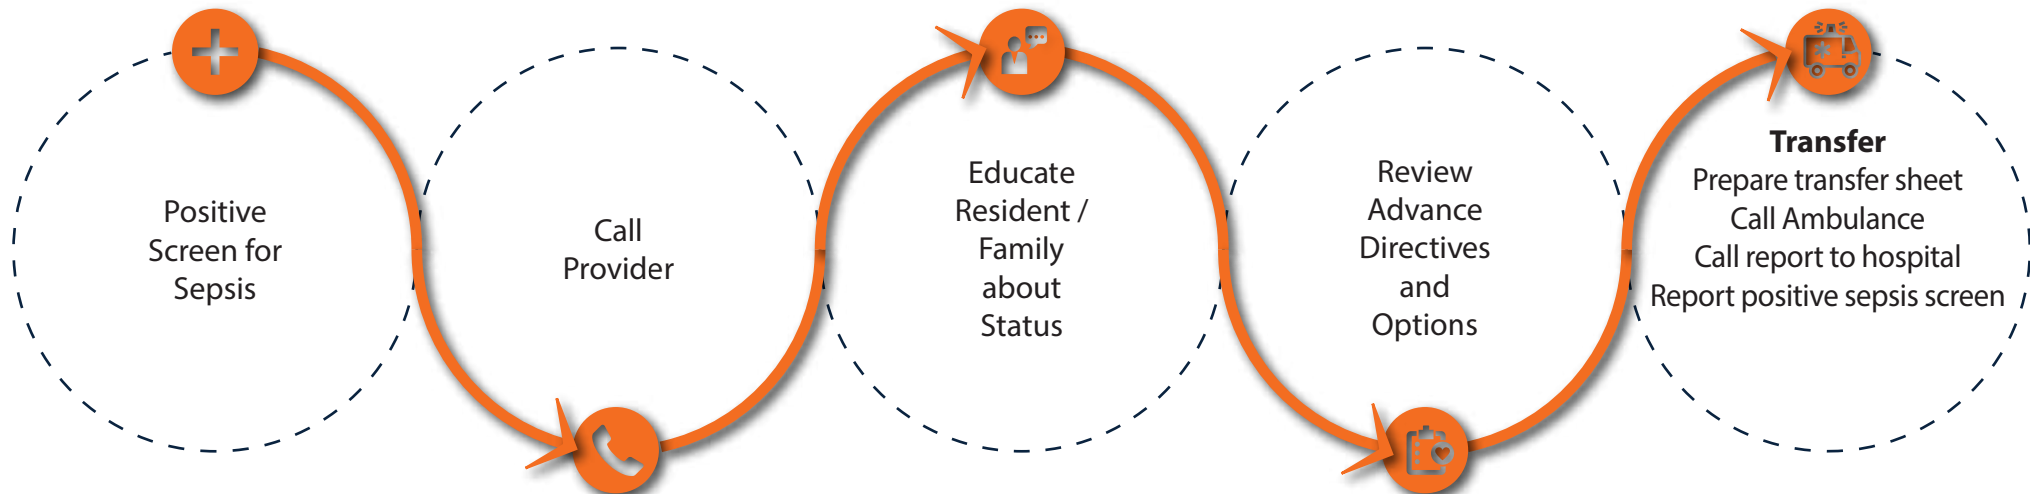 Positive
Screen for
Sepsis
Call
Provider
Educate
Resident /
Family
about
Status
Review
Advance
Directives
and
Options
Transfer
Prepare transfer sheet
Call Ambulance
Call report to hospital
Report positive sepsis screen